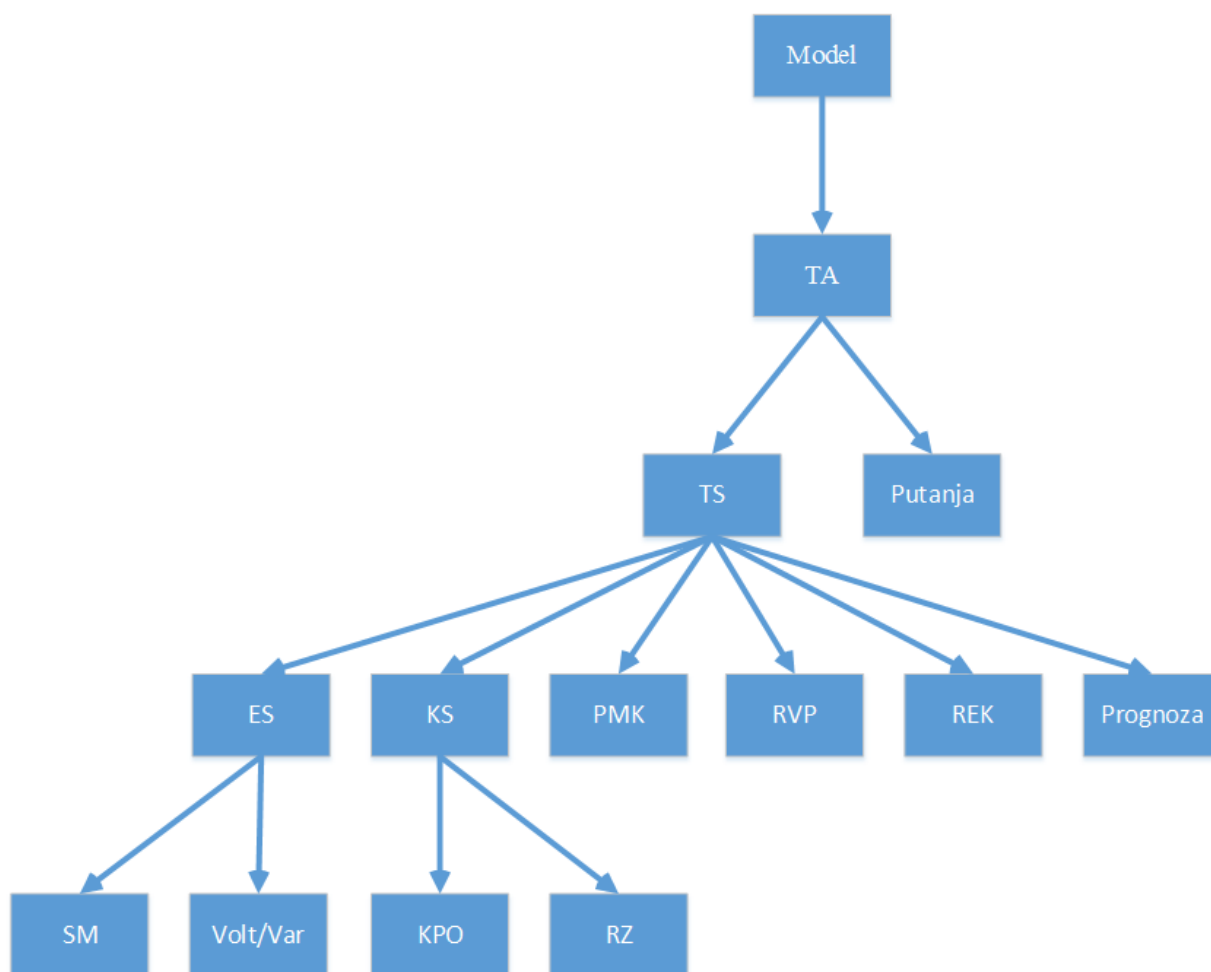 Model
TA
TS
Putanja
ES
KS
PMK
RVP
REK
Prognoza
SM
Volt/Var
KPO
RZ